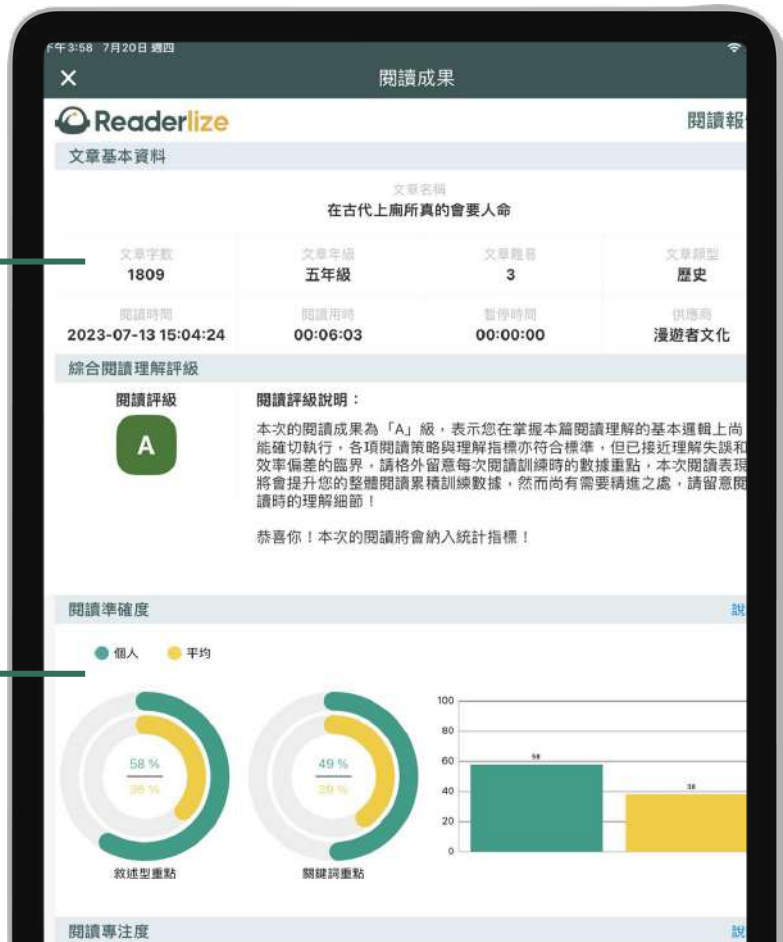 下午3:58 7月20日 週四
閱讀成果
Readerlize
閱讀報
文章基本資料
文章名稱
在古代上廁所真的會要人命
文章字數 文章年級 文章難易 文章類型
1809 五年級 3 歷史
閱讀時間 閱讀用時 暫停時間 供應商
2023-07-13 15:04:24 00:06:03 00:00:00 漫遊者文化
綜合閱讀理解評級
閱讀評級 閱讀評級說明：
A
本次的閱讀成果為「A」級，表示您在掌握本篇閱讀理解的基本邏輯上尚
能確切執行，各項閱讀策略與理解指標亦符合標準，但已接近理解失誤和
效率偏差的臨界，請格外留意每次閱讀訓練時的數據重點，本次閱讀表現
將會提升您的整體閱讀累積訓練數據，然而尚有需要精進之處，請留意閱
讀時的理解細節！
恭喜你！本次的閱讀將會納入統計指標！
閱讀準確度 說
個人 平均
58 %
36 %
敘述型重點
49 %
39 %
關鍵詞重點
100
80
60
40
20
0
58
38
閱讀專注度 說